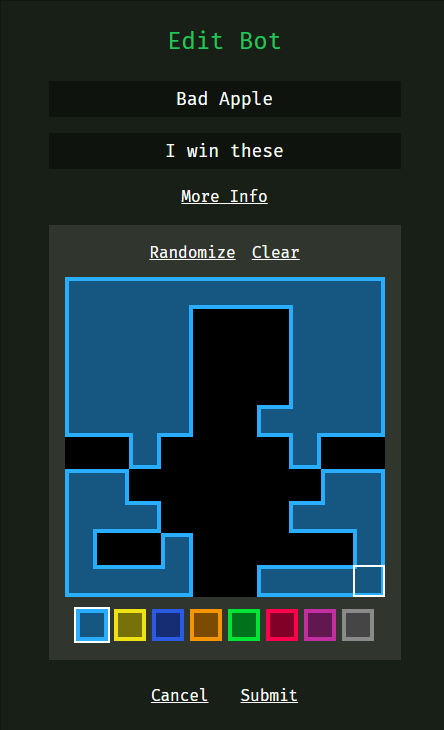 Edit Bot
Bad Apple
I win these
More Info
Randomize Clear
Cancel Submit